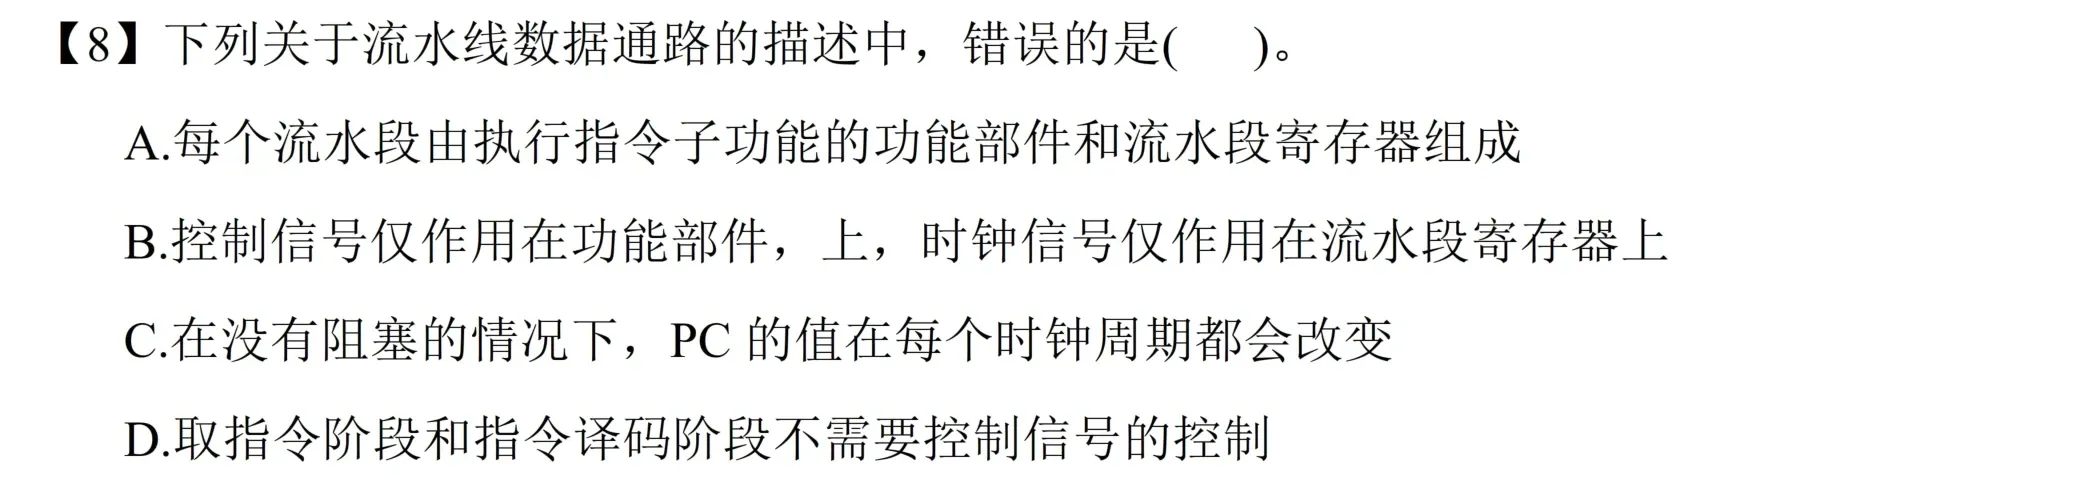 【8】下列关于流水线数据通路的描述中，错误的是(    )。
A.每个流水段由执行指令子功能的功能部件和流水段寄存器组成
B.控制信号仅作用在功能部件，上，时钟信号仅作用在流水段寄存器上
C.在没有阻塞的情况下，PC 的值在每个时钟周期都会改变
D.取指令阶段和指令译码阶段不需要控制信号的控制